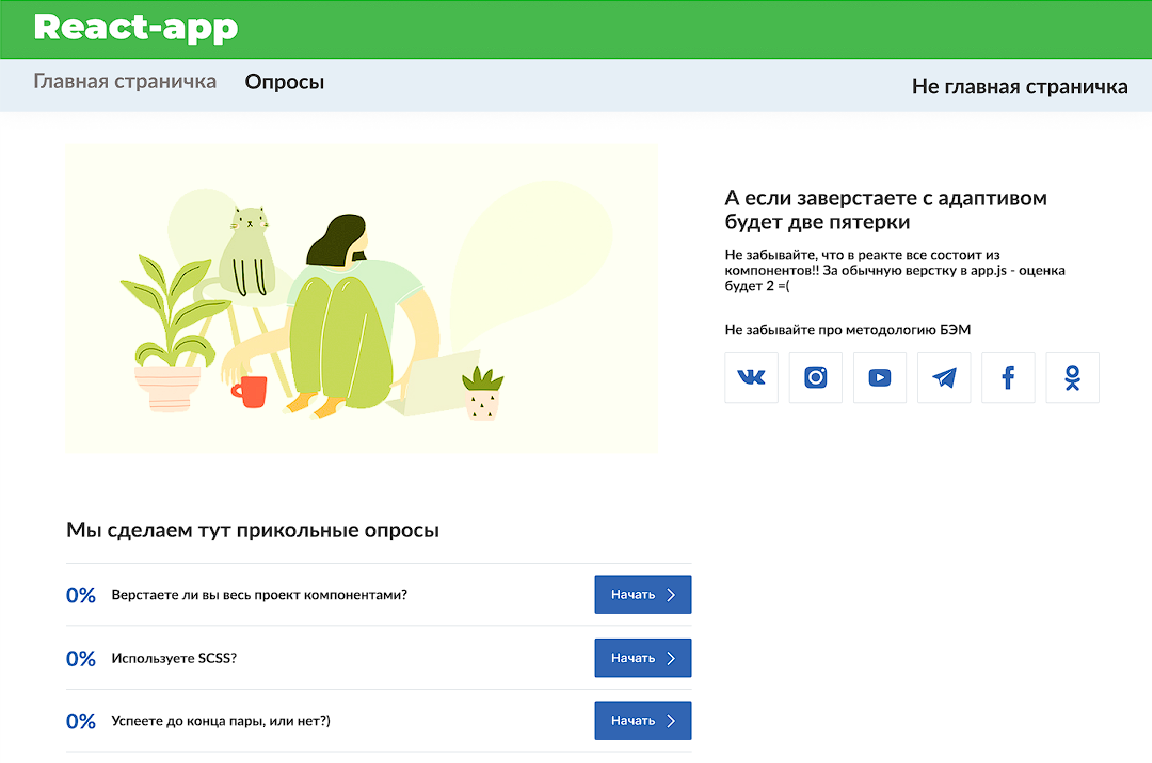 React-app
Главная страничка
Опросы
Не главная страничка
А если заверстаете с адаптивом
будет две пятерки
Не забывайте, что в реакте все состоит из
компонентов!! За обычную верстку в app.js - оценка
будет 2 =(
Не забывайте про методологию БЭМ
Мы сделаем тут прикольные опросы
0% Верстаете ли вы весь проект компонентами? Начать
0% Используете SCSS? Начать
0% Успеете до конца пары, или нет?) Начать